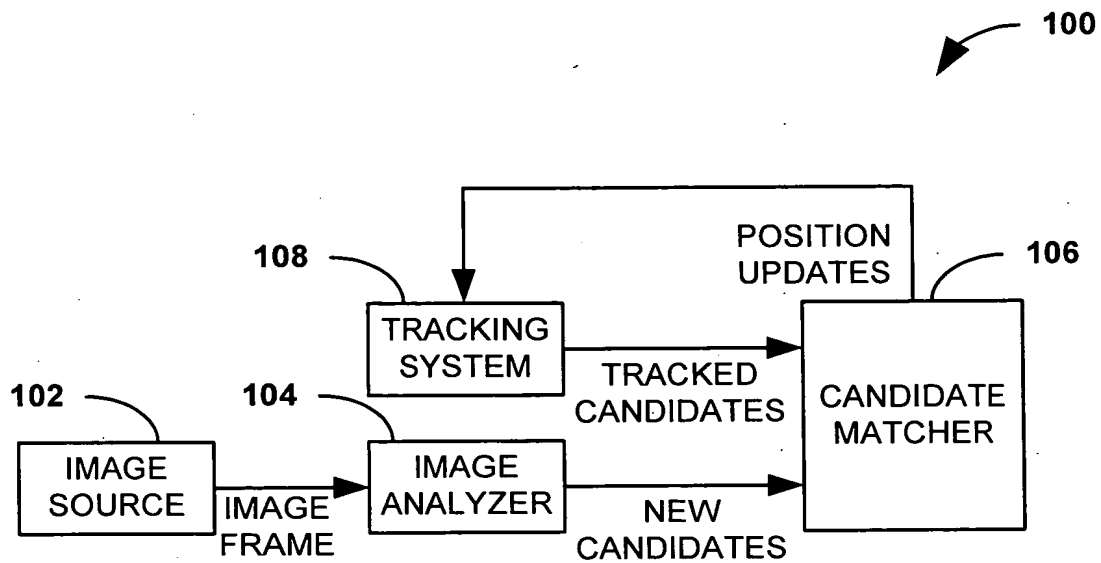 100
POSITION
UPDATES
106
108
TRACKING
SYSTEM
TRACKED
CANDIDATES
CANDIDATE
MATCHER
102
104
IMAGE
SOURCE
IMAGE
FRAME
IMAGE
ANALYZER
NEW
CANDIDATES